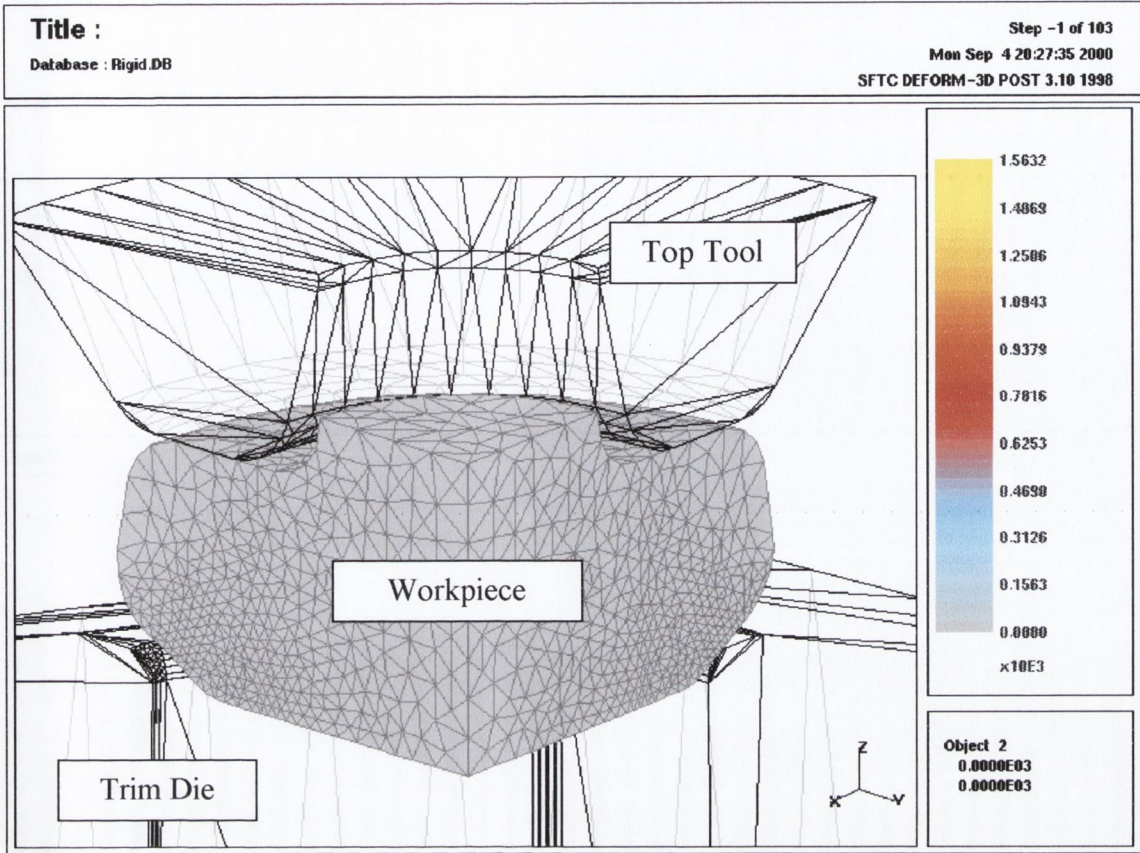 Title :
Database : Rigid.DB
Step -1 of 103
Mon Sep 4 20:27:35 2000
SFTC DEFORM-3D POST 3.10 1998
Top Tool
Workpiece
Trim Die
1.5632
1.4069
1.2506
1.0943
0.9379
0.7816
0.6253
0.4690
0.3126
0.1563
0.0000
x10E3
Z
X
Y
Object 2
0.0000E03
0.0000E03